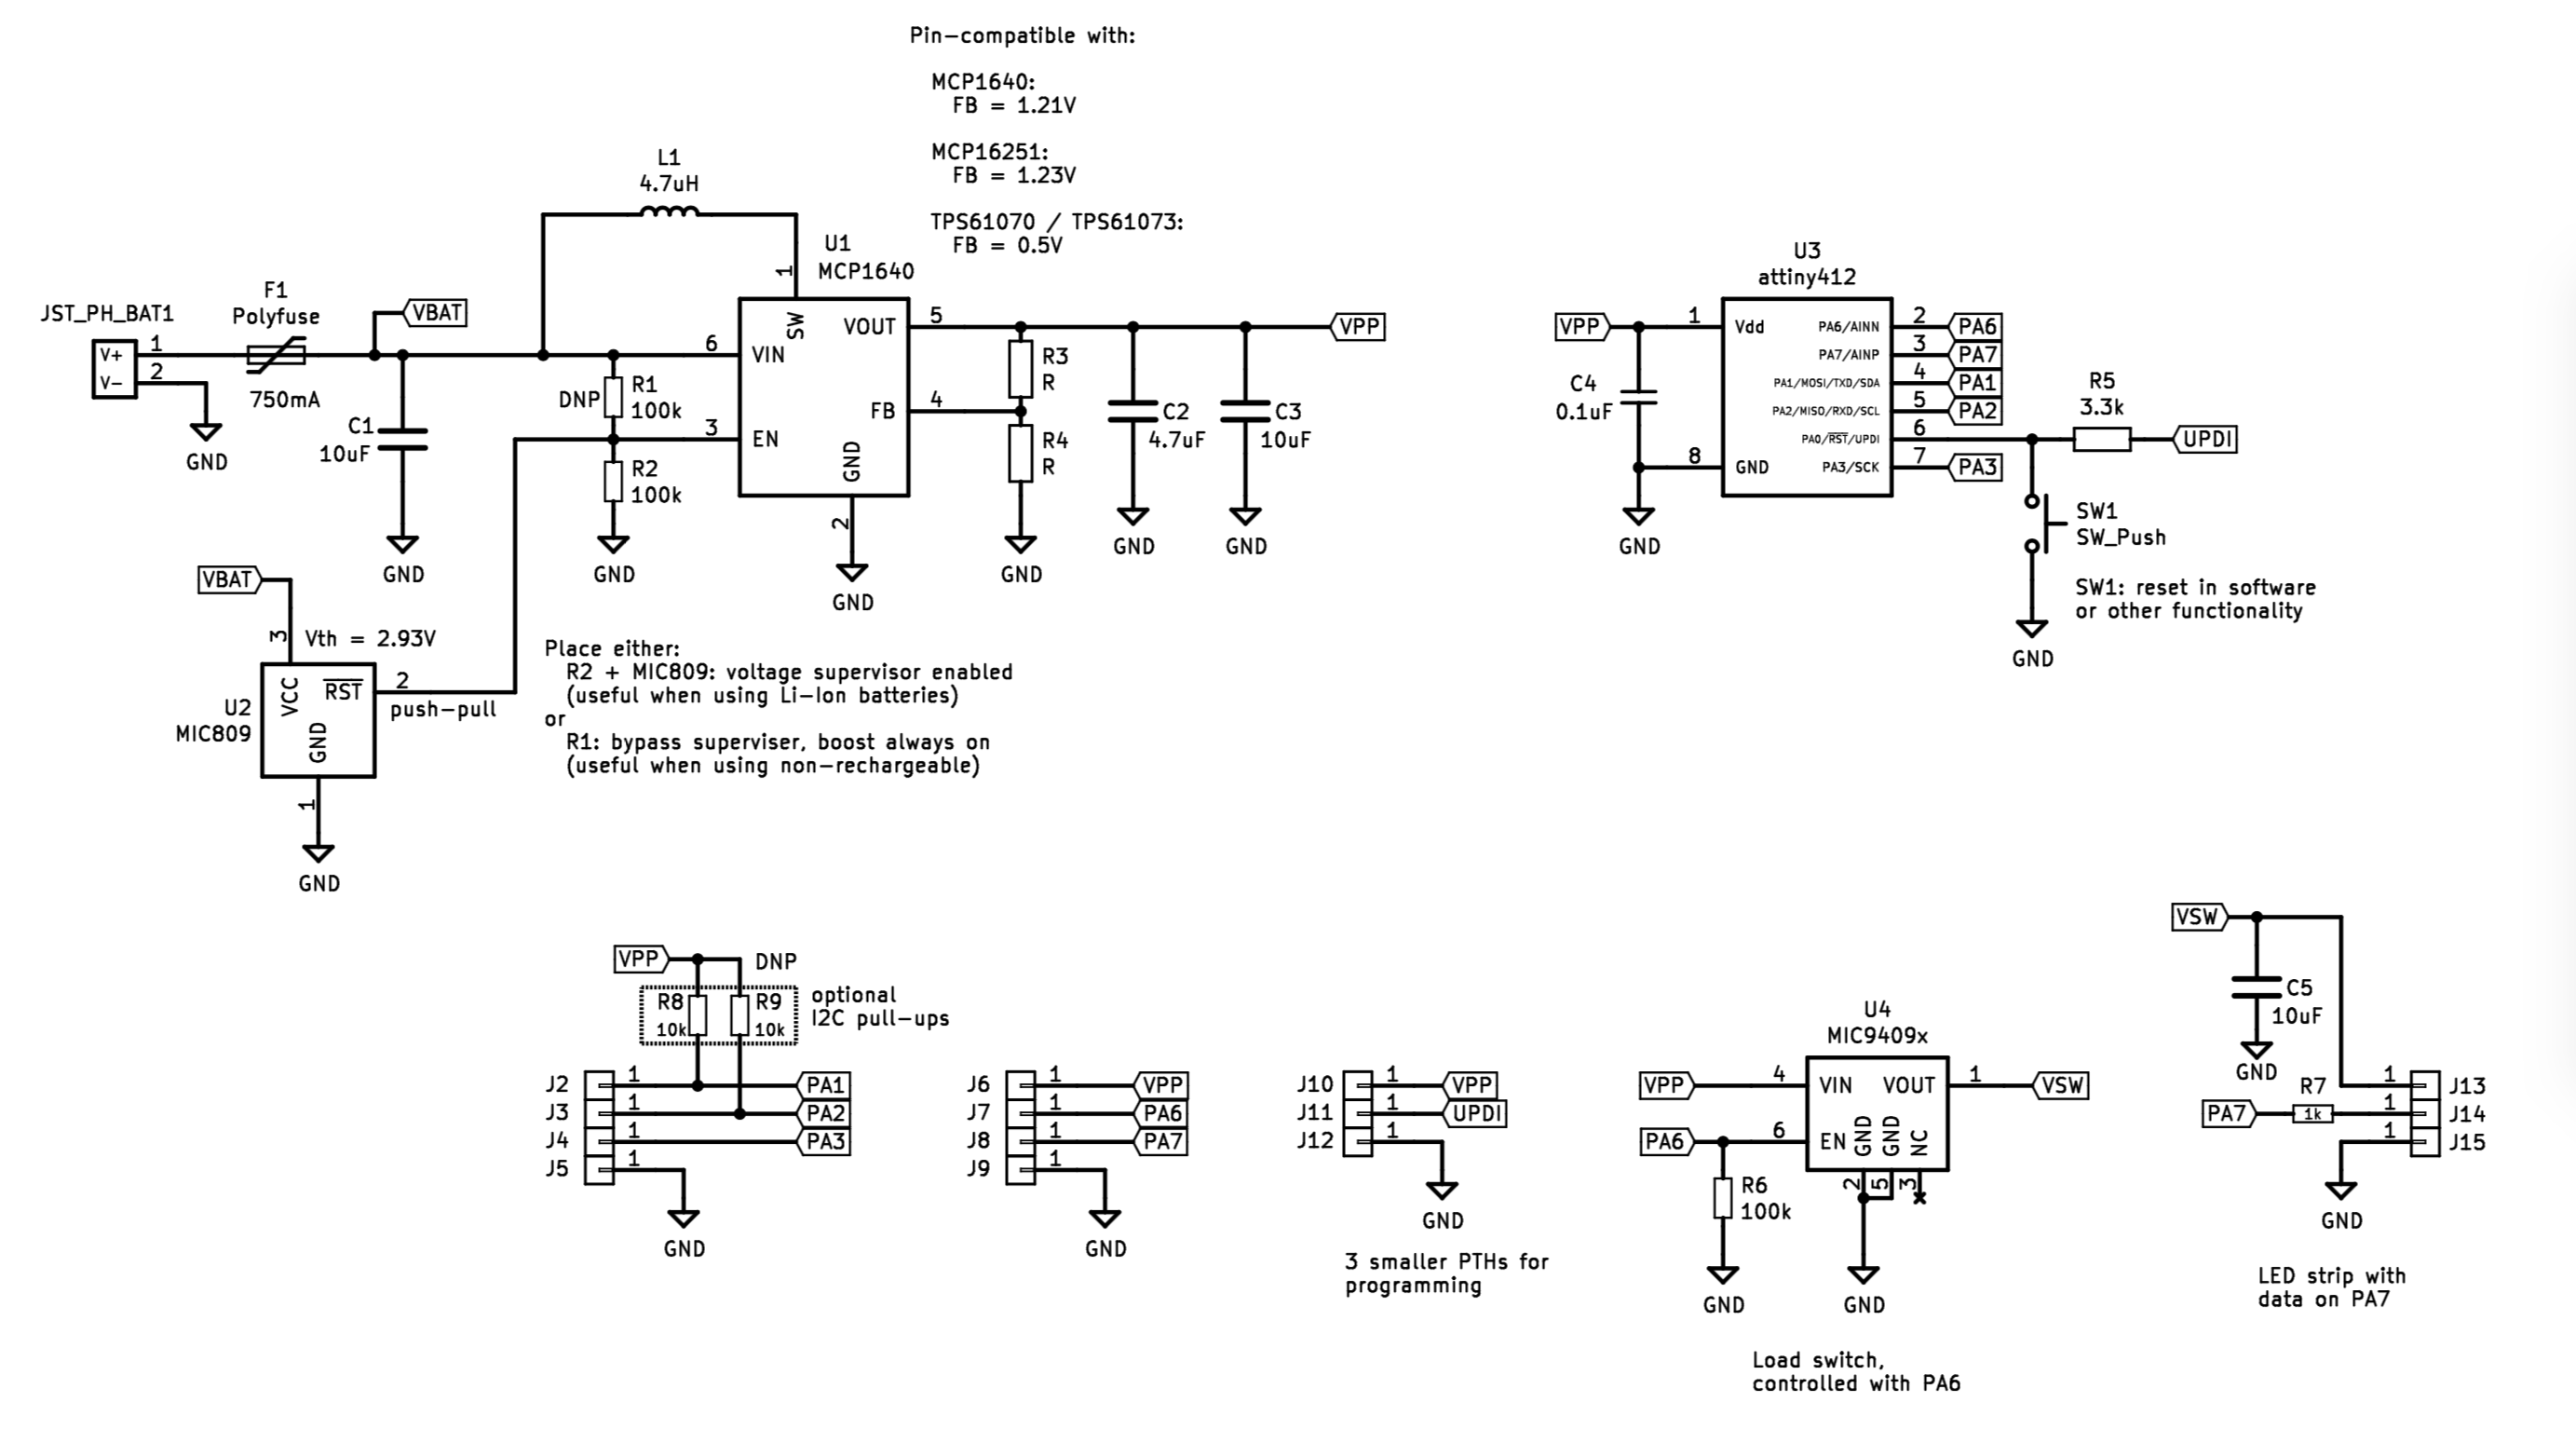 Pin-compatible with:
MCP1640:
FB = 1.21V
MCP16251:
FB = 1.23V
TPS61070 / TPS61073:
FB = 0.5V
L1
4.7uH
U1
MCP1640
1
SW
VOUT
5
VPP
6
VIN
FB
4
3
EN
GND
2
GND
JST_PH_BAT1
V+
1
V-
2
GND
F1
Polyfuse
750mA
VBAT
C1
10uF
GND
DNP
R1
100k
R2
100k
GND
R3
R
R4
R
GND
C2
4.7uF
GND
C3
10uF
GND
VBAT
3
Vth = 2.93V
VCC
RST
2
push-pull
GND
U2
MIC809
1
GND
Place either:
R2 + MIC809: voltage supervisor enabled
(useful when using Li-Ion batteries)
or
R1: bypass superviser, boost always on
(useful when using non-rechargeable)
U3
attiny412
VPP
1
Vdd
PA6/AINN
2
PA6
PA7/AINP
3
PA7
PA1/MOSI/TXD/SDA
4
PA1
PA2/MISO/RXD/SCL
5
PA2
PA0/RST/UPDI
6
8
GND
PA3/SCK
7
PA3
C4
0.1uF
GND
R5
3.3k
UPDI
SW1
SW_Push
SW1: reset in software
or other functionality
GND
VPP
DNP
R8
10k
R9
10k
optional
I2C pull-ups
J2
1
PA1
J3
1
PA2
J4
1
PA3
J5
1
GND
J6
1
VPP
J7
1
PA6
J8
1
PA7
J9
1
GND
J10
1
VPP
J11
1
UPDI
J12
1
GND
3 smaller PTHs for
programming
U4
MIC9409x
VPP
4
VIN
VOUT
1
VSW
PA6
6
EN
GND
GND
NC
2
5
3
R6
100k
GND
GND
Load switch,
controlled with PA6
VSW
C5
10uF
GND
R7
PA7
1k
1
J13
1
J14
1
J15
GND
LED strip with
data on PA7